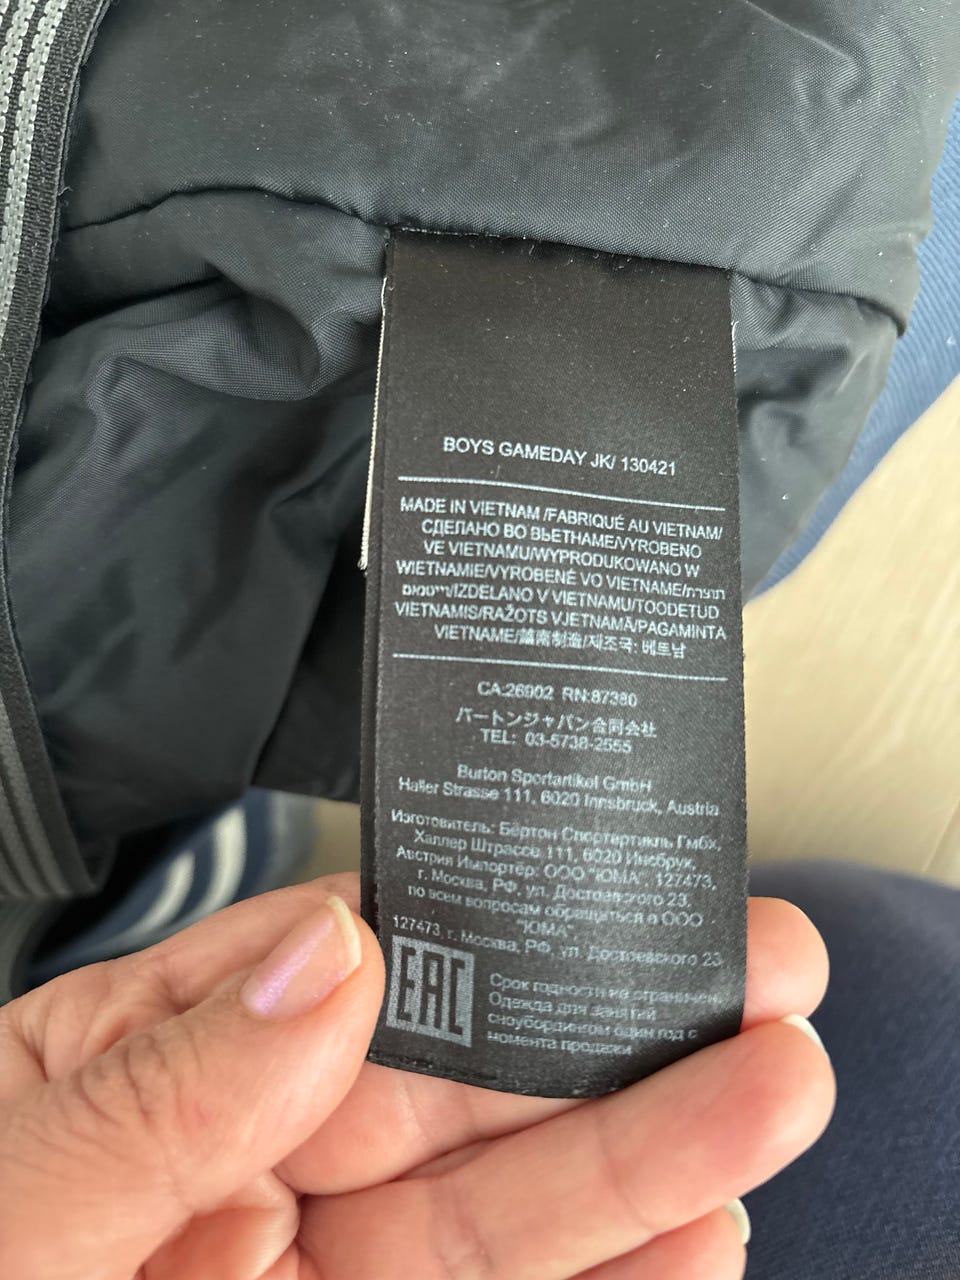 BOYS GAMEDAY JK/ 130421
MADE IN VIETNAM /FABRIQUÉ AU VIETNAM/
СДЕЛАНО ВО ВЬЕТНАМЕ/VYROBENO
VE VIETNAMU/WYPRODUKOWANO W
WIETNAMIE/VYROBENÉ VO VIETNAME/תוצרת
וייטנאם/IZDELANO V VIETNAMU/TOODETUD
VIETNAMIS/RAŽOTS VJETNAMĀ/PAGAMINTA
VIETNAME/越南制造/제조국: 베트남
CA:26902 RN:87380
バートンジャパン合同会社
TEL: 03-5738-2555
Burton Sportartikel GmbH
Haller Strasse 111, 6020 Innsbruck, Austria
Изготовитель: Бёртон Спортартикль Гмбх,
Халлер Штрассе 111, 6020 Инсбрук,
Австрия Импортер: ООО "ЮМА", 127473,
г. Москва, РФ, ул. Достоевского 23,
по всем вопросам обращаться в ООО
"ЮМА",
127473, г. Москва, РФ, ул. Достоевского 23
EAC
Срок годности не ограничен.
Одежда для занятий
сноубордингом один год с
момента продажи